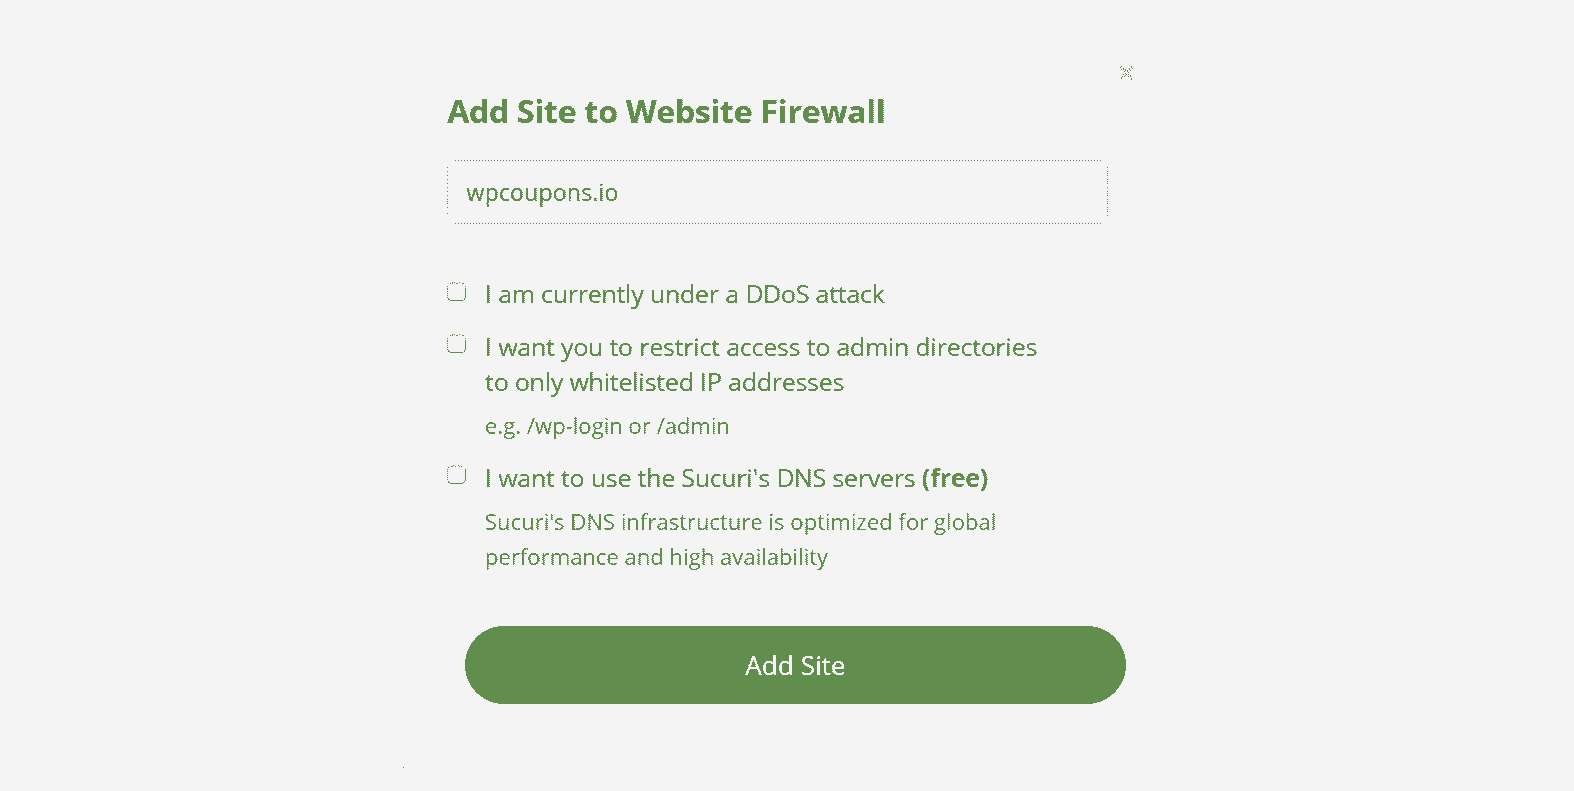 Add Site to Website Firewall
wpcoupons.io
I am currently under a DDoS attack
I want you to restrict access to admin directories
to only whitelisted IP addresses
e.g. /wp-login or /admin
I want to use the Sucuri's DNS servers (free)
Sucuri's DNS infrastructure is optimized for global
performance and high availability
Add Site